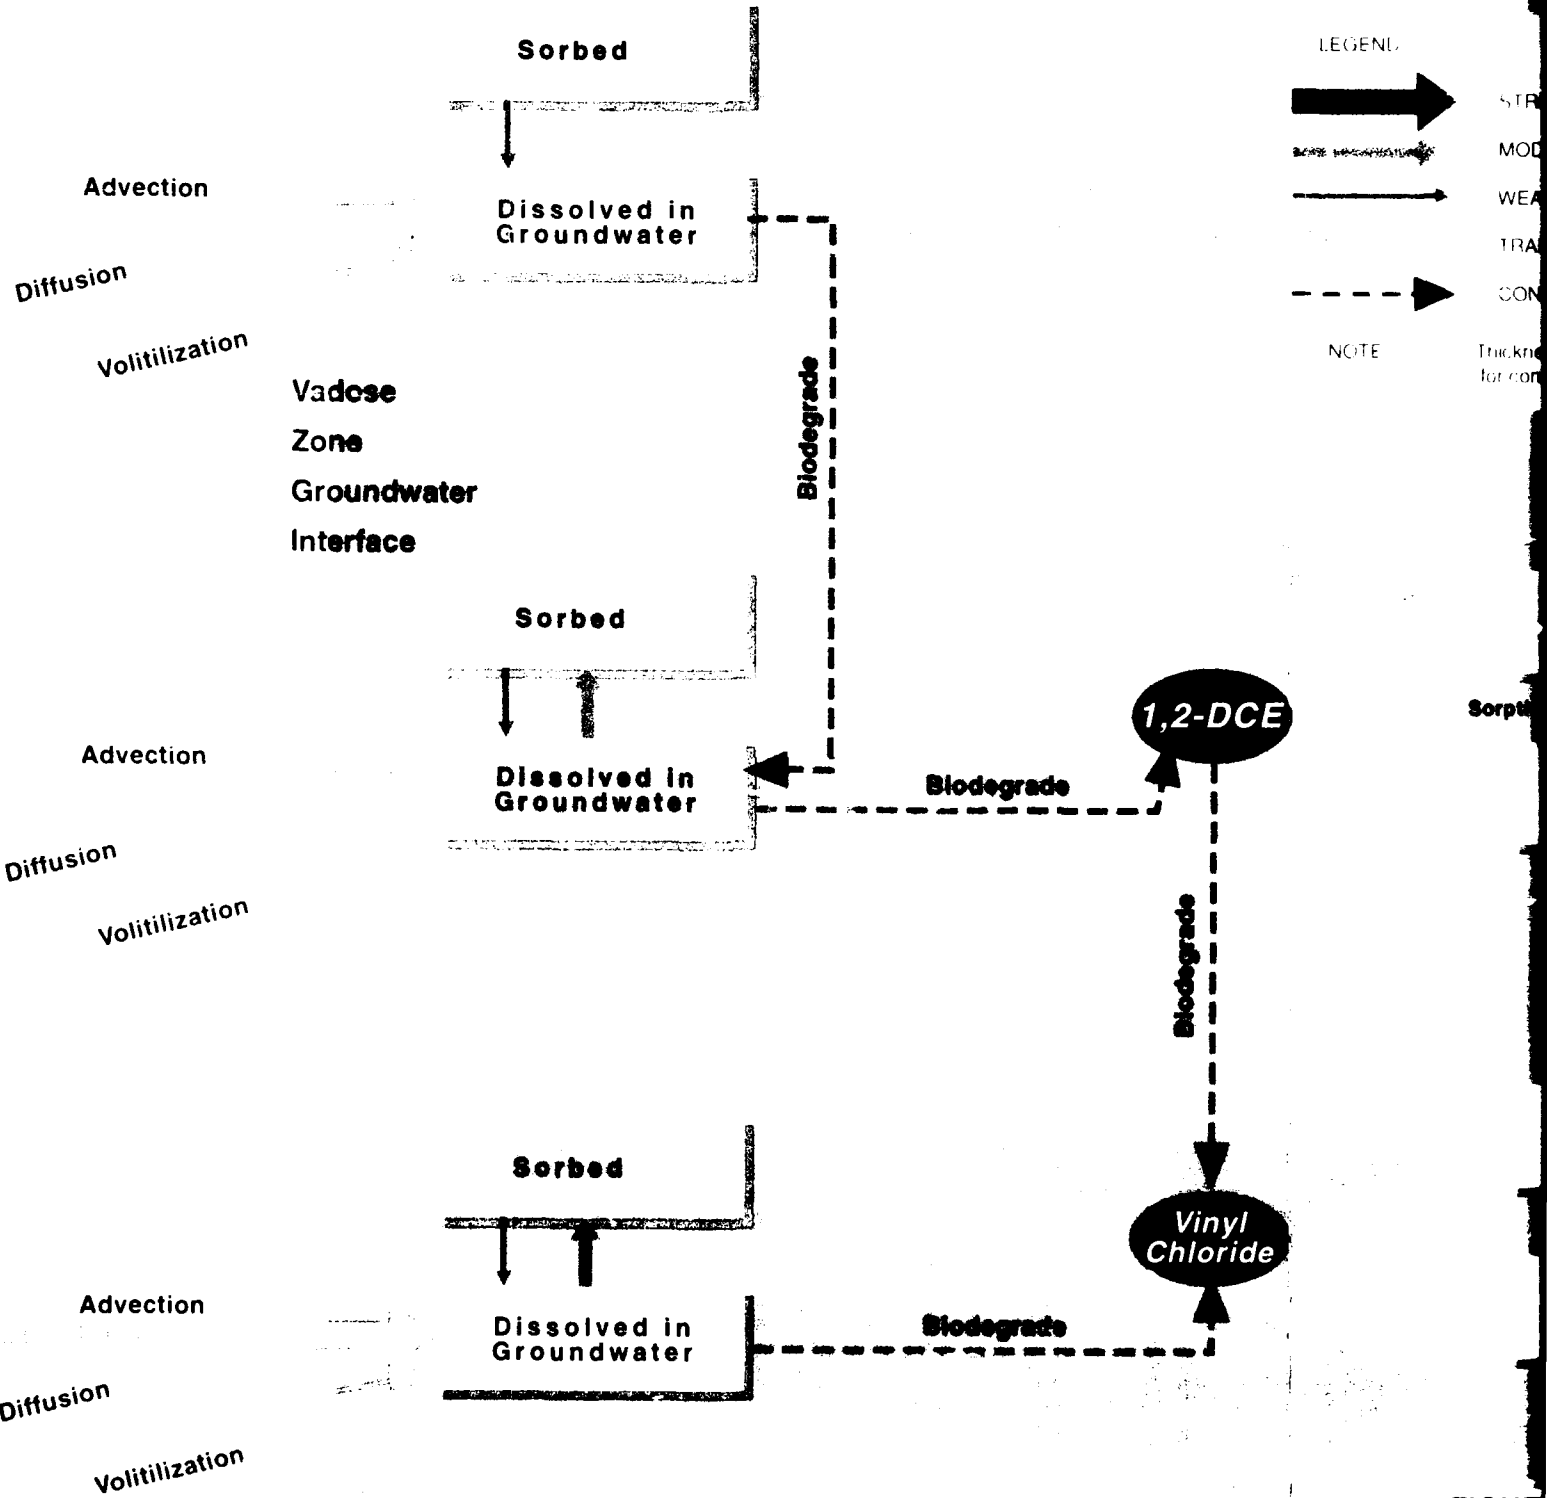 Sorbed
LEGEND
Advection
Dissolved in
Groundwater
Diffusion
Volitilization
NOTE
Biodegrade
Vadose
Zone
Groundwater
Interface
Sorbed
1,2-DCE
Advection
Dissolved in
Groundwater
Biodegrade
Diffusion
Volitilization
Biodegrade
Sorbed
Vinyl
Chloride
Advection
Dissolved in
Groundwater
Biodegrade
Diffusion
Volitilization